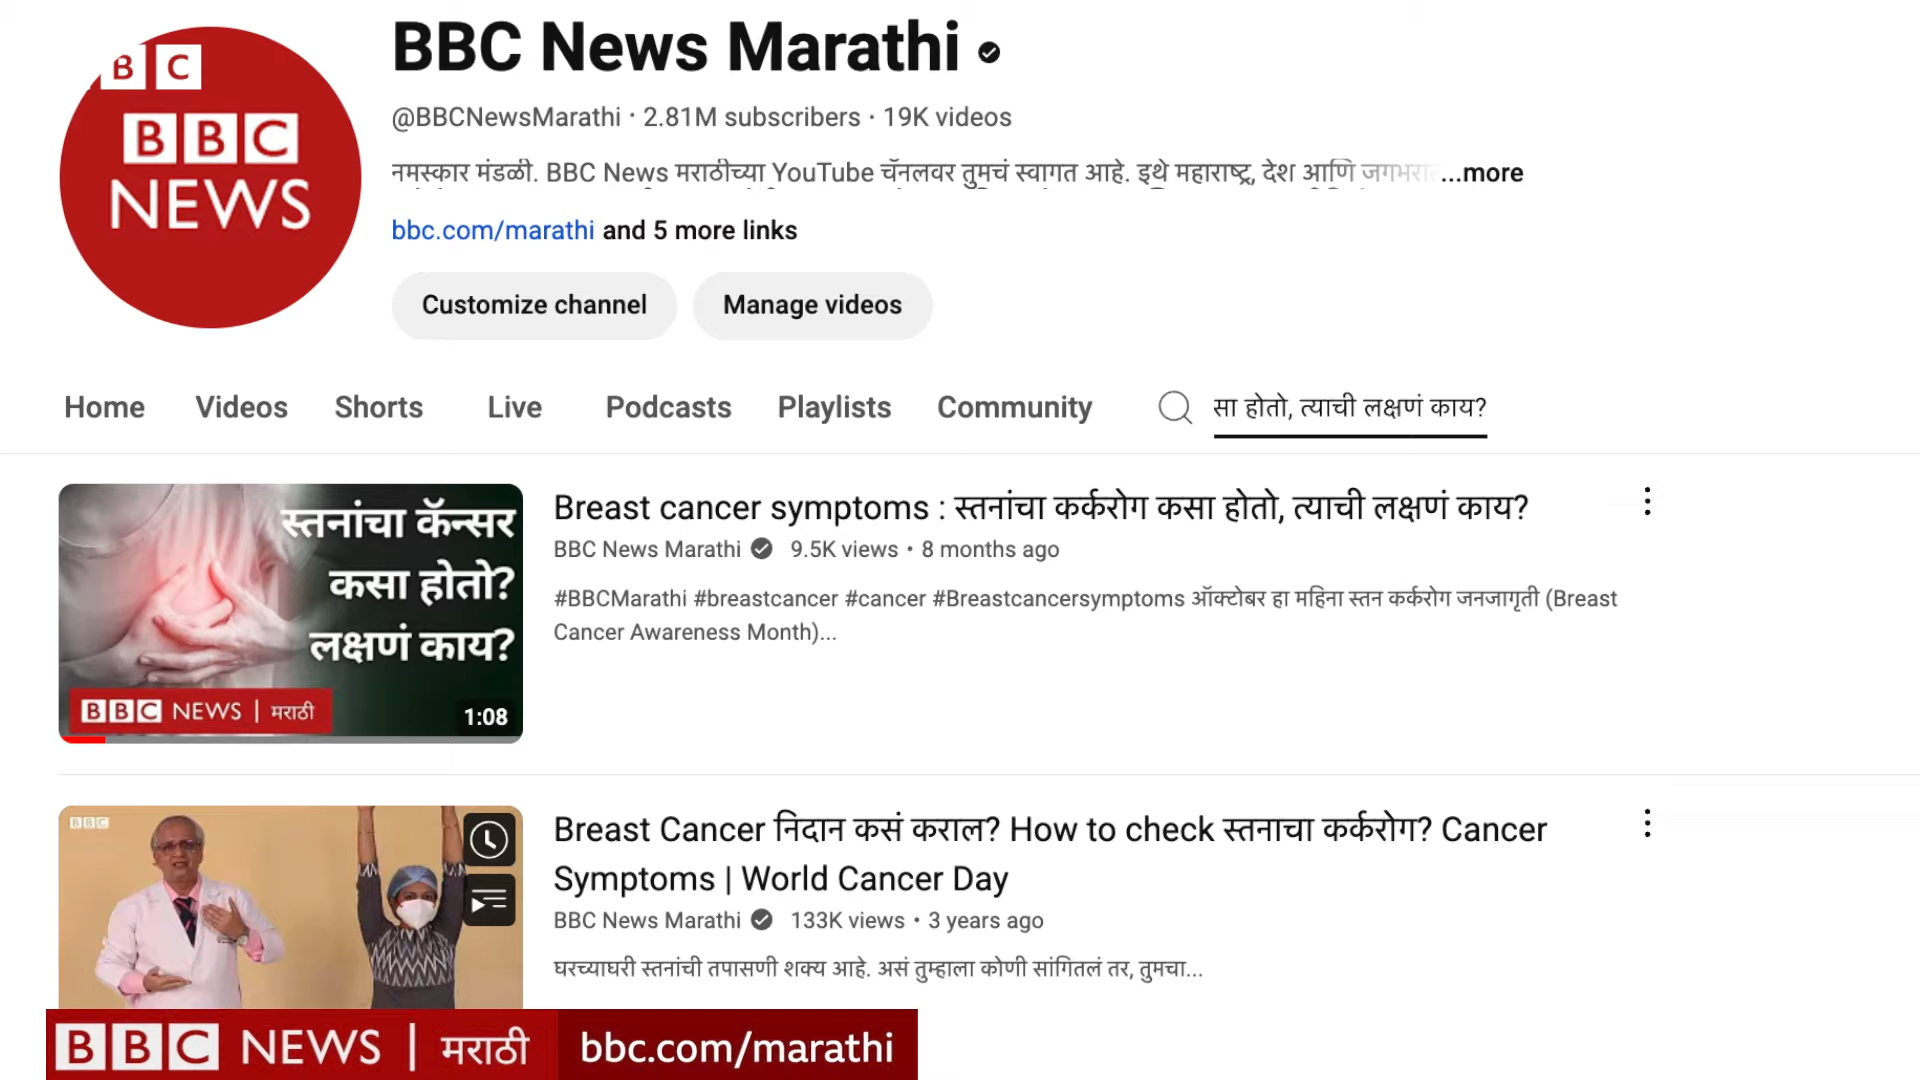 B C
BBC
NEWS
BBC News Marathi
@BBCNewsMarathi · 2.81M subscribers · 19K videos
नमस्कार मंडळी. BBC News मराठीच्या YouTube चॅनलवर तुमचं स्वागत आहे. इथे महाराष्ट्र, देश आणि ...more
bbc.com/marathi and 5 more links
Customize channel Manage videos
Home Videos Shorts Live Podcasts Playlists Community सा होतो, त्याची लक्षणं काय?
स्तनांचा कॅन्सर
कसा होतो?
लक्षणं काय?
BBC NEWS | मराठी
1:08
Breast cancer symptoms : स्तनांचा कर्करोग कसा होतो, त्याची लक्षणं काय?
BBC News Marathi 9.5K views • 8 months ago
#BBCMarathi #breastcancer #cancer #Breastcancersymptoms ऑक्टोबर हा महिना स्तन कर्करोग जनजागृती (Breast
Cancer Awareness Month)...
BBC
Breast Cancer निदान कसं कराल? How to check स्तनाचा कर्करोग? Cancer
Symptoms | World Cancer Day
BBC News Marathi 133K views • 3 years ago
घरच्याघरी स्तनांची तपासणी शक्य आहे. असं तुम्हाला कोणी सांगितलं तर, तुमचा...
BBC NEWS | मराठी bbc.com/marathi